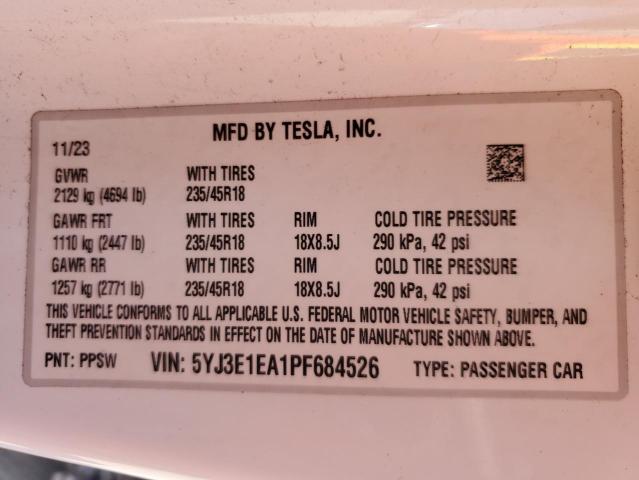 MFD BY TESLA, INC.
11/23
GVWR WITH TIRES
2129 kg (4694 lb) 235/45R18
GAWR FRT WITH TIRES RIM COLD TIRE PRESSURE
1110 kg (2447 lb) 235/45R18 18X8.5J 290 kPa, 42 psi
GAWR RR WITH TIRES RIM COLD TIRE PRESSURE
1257 kg (2771 lb) 235/45R18 18X8.5J 290 kPa, 42 psi
THIS VEHICLE CONFORMS TO ALL APPLICABLE U.S. FEDERAL MOTOR VEHICLE SAFETY, BUMPER, AND
THEFT PREVENTION STANDARDS IN EFFECT ON THE DATE OF MANUFACTURE SHOWN ABOVE.
PNT: PPSW VIN: 5YJ3E1EA1PF684526 TYPE: PASSENGER CAR